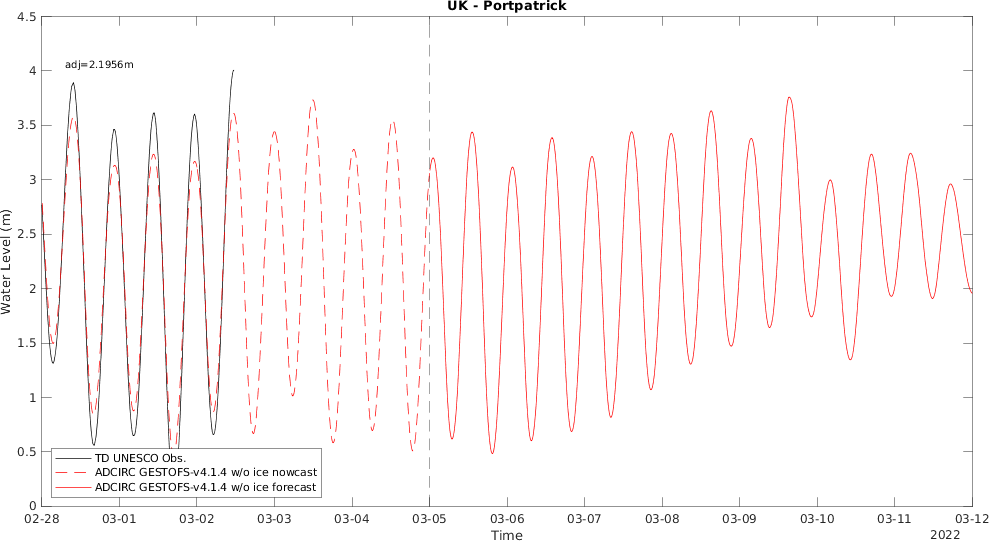 UK - Portpatrick
4.5
4
3.5
3
2.5
2
1.5
1
0.5
0
Water Level (m)
adj=2.1956m
TD UNESCO Obs.
ADCIRC GESTOFS-v4.1.4 w/o ice nowcast
ADCIRC GESTOFS-v4.1.4 w/o ice forecast
02-28 03-01 03-02 03-03 03-04 03-05 03-06 03-07 03-08 03-09 03-10 03-11 03-12
Time
2022